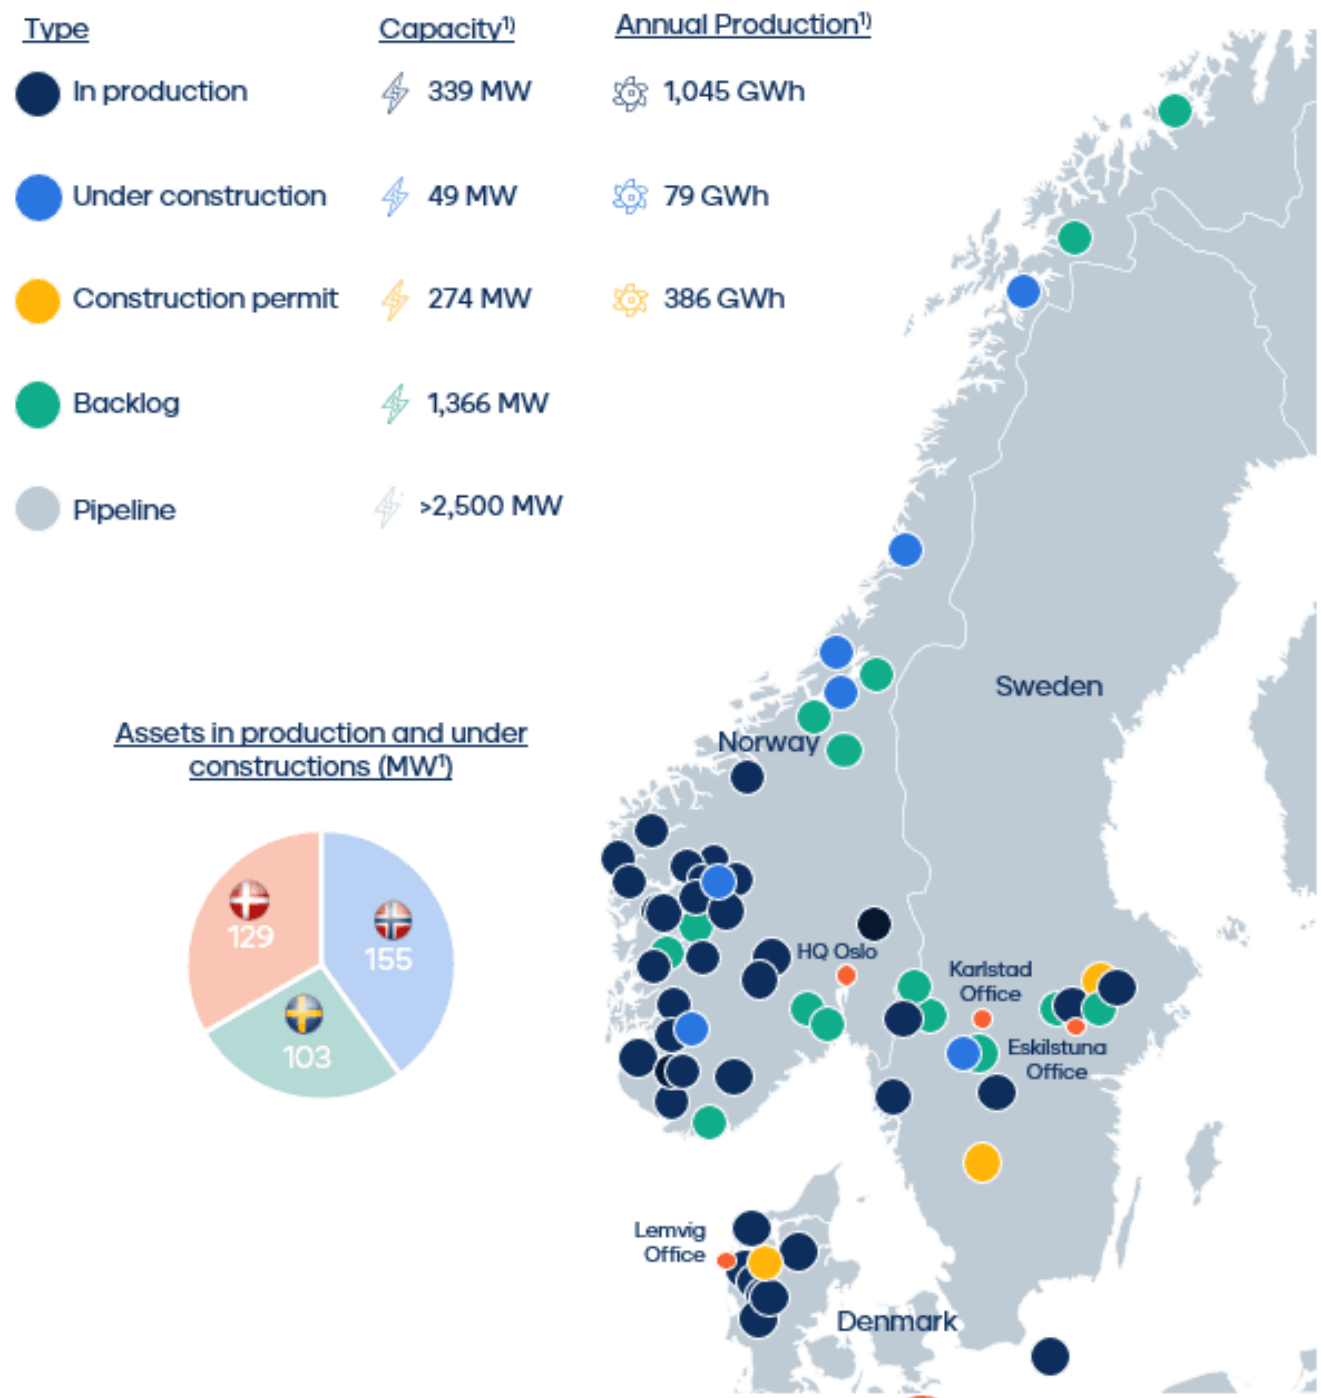 Type
Capacity¹⁾
Annual Production¹⁾
In production
339 MW
1,045 GWh
Under construction
49 MW
79 GWh
Construction permit
274 MW
386 GWh
Backlog
1,366 MW
Pipeline
>2,500 MW
Assets in production and under
constructions (MW¹)
129
155
103
Sweden
Norway
HQ Oslo
Karlstad
Office
Eskilstuna
Office
Lemvig
Office
Denmark